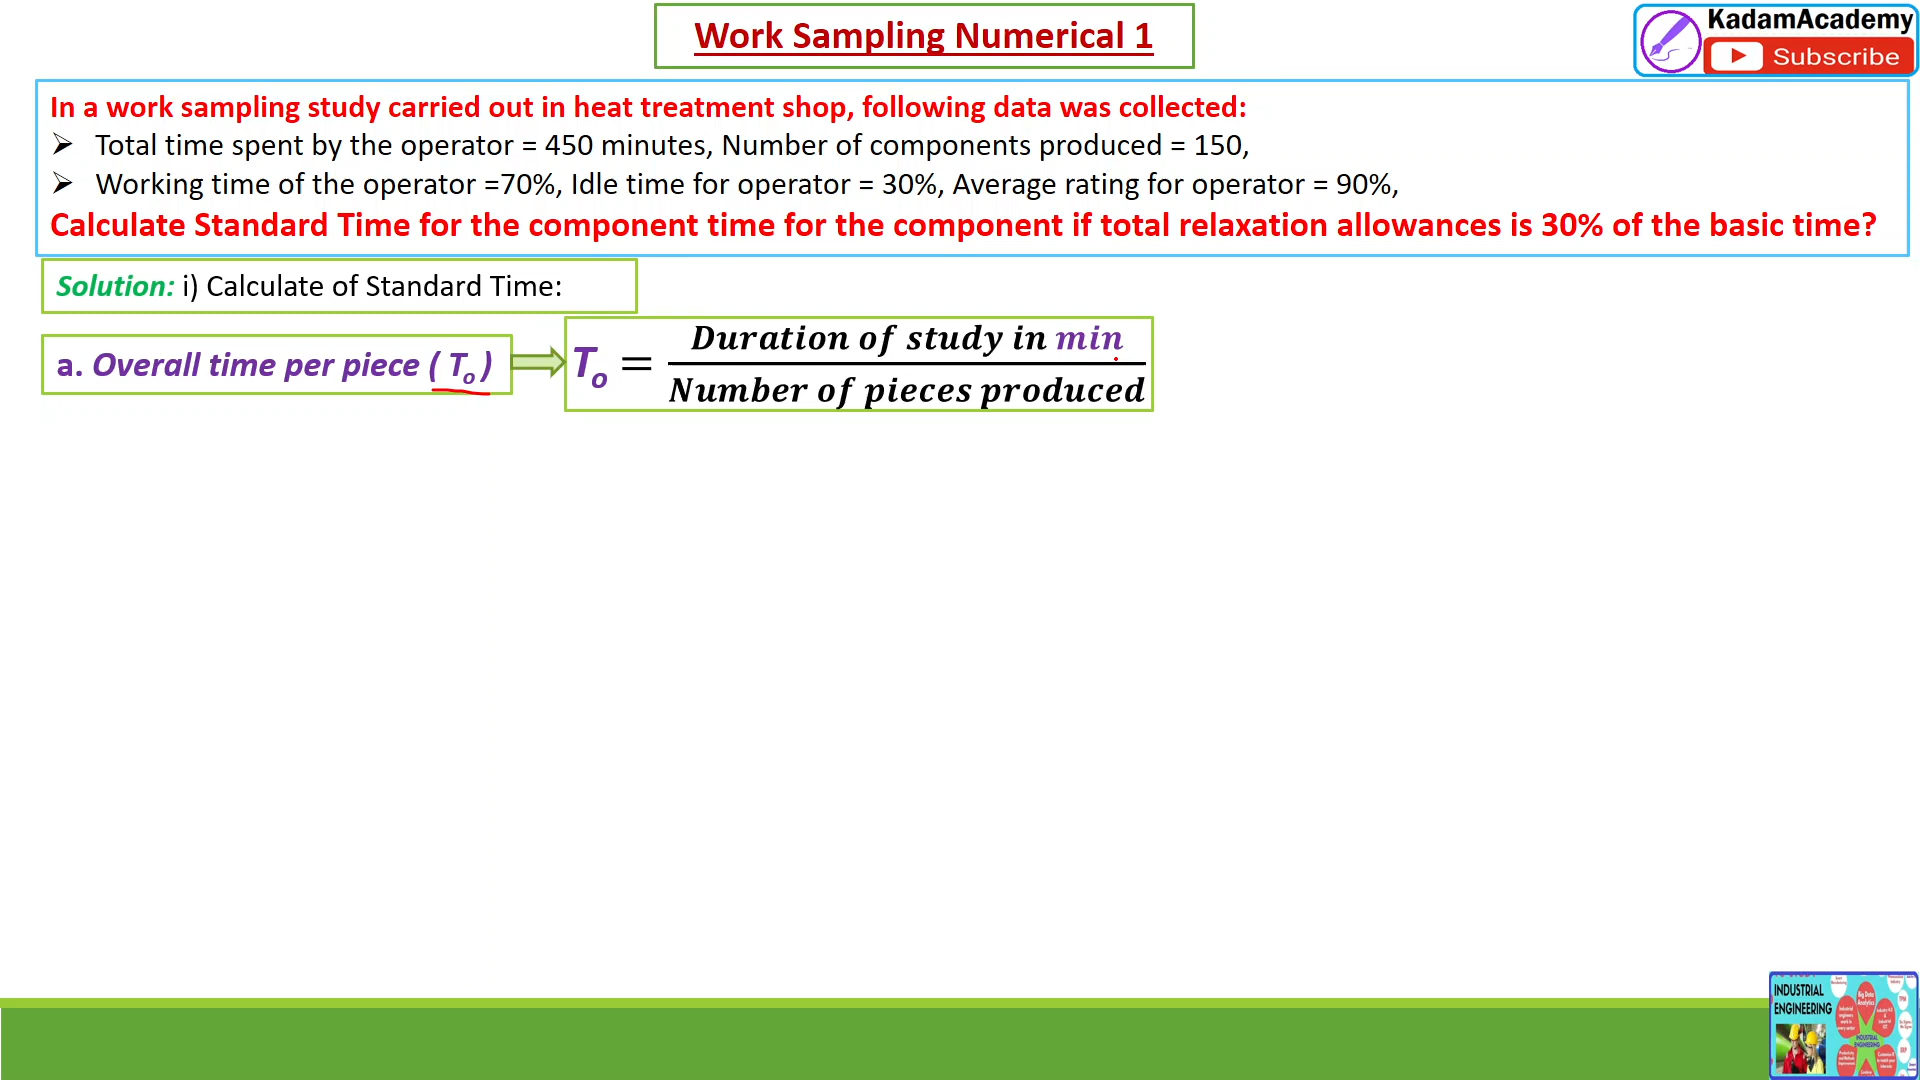 Work Sampling Numerical 1
KadamAcademy
Subscribe
In a work sampling study carried out in heat treatment shop, following data was collected:
➢ Total time spent by the operator = 450 minutes, Number of components produced = 150,
➢ Working time of the operator =70%, Idle time for operator = 30%, Average rating for operator = 90%,
Calculate Standard Time for the component time for the component if total relaxation allowances is 30% of the basic time?
Solution: i) Calculate of Standard Time:
a. Overall time per piece ( Tₒ )
Tₒ = Duration of study in min / Number of pieces produced
INDUSTRIAL
ENGINEERING